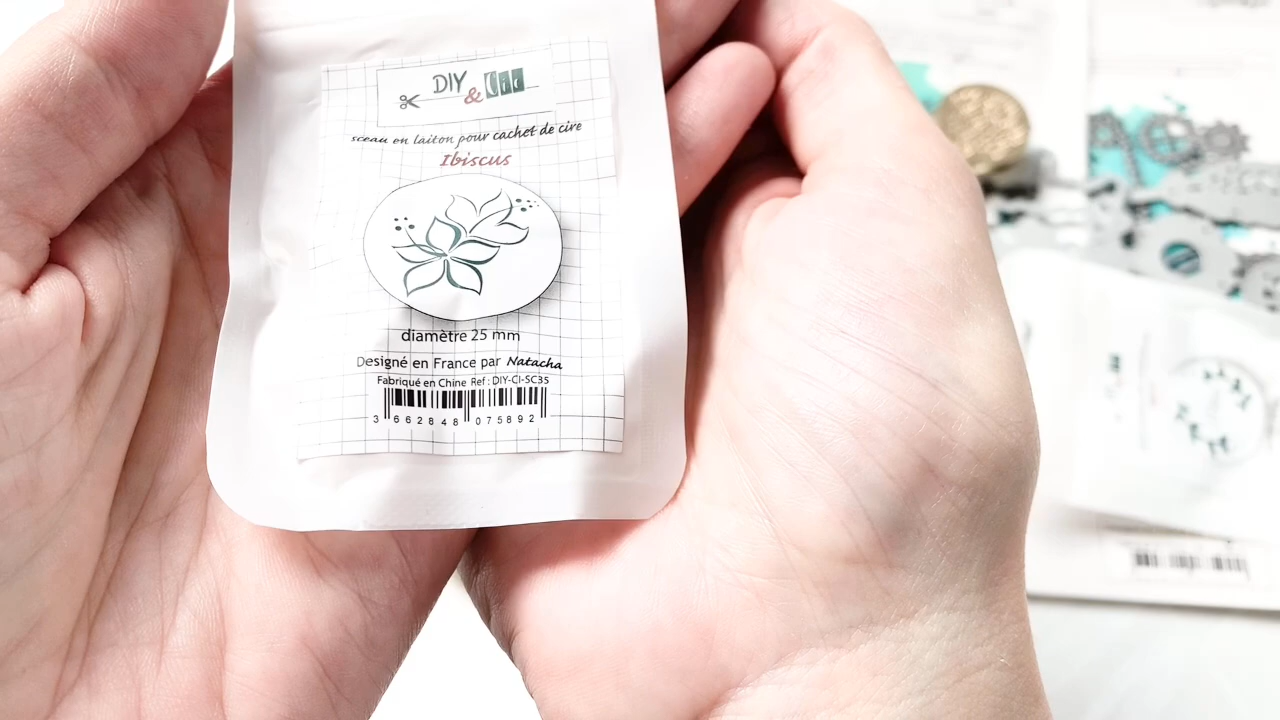 DIY
& Cie
sceau en laiton pour cachet de cire
Ibiscus
diamètre 25 mm
Designé en France par Natacha
Fabriqué en Chine Ref : DIY-CI-SC35
3 662848 075892